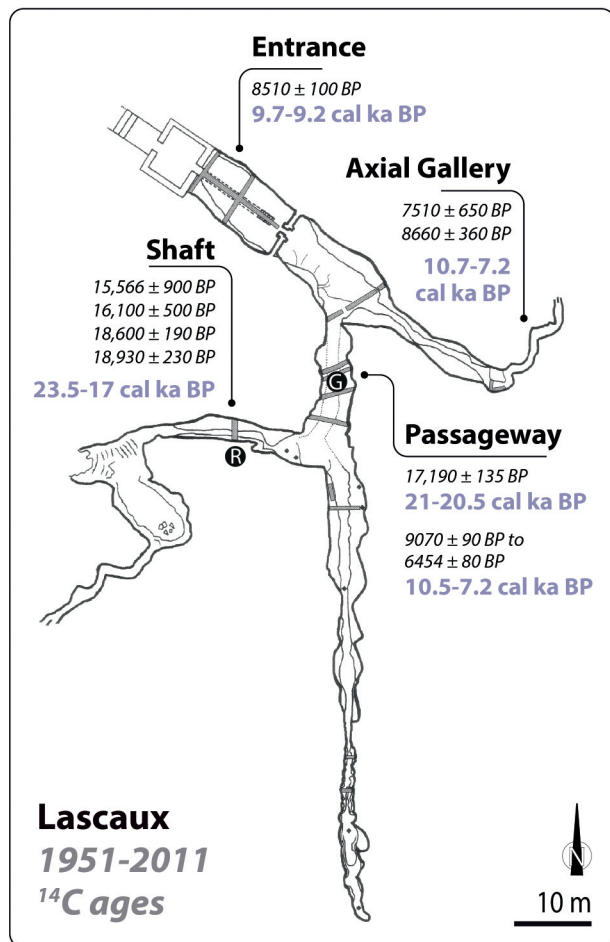 Entrance
8510 ± 100 BP
9.7-9.2 cal ka BP
Axial Gallery
7510 ± 650 BP
8660 ± 360 BP
10.7-7.2
cal ka BP
Shaft
15,566 ± 900 BP
16,100 ± 500 BP
18,600 ± 190 BP
18,930 ± 230 BP
23.5-17 cal ka BP
G
R
Passageway
17,190 ± 135 BP
21-20.5 cal ka BP
9070 ± 90 BP to
6454 ± 80 BP
10.5-7.2 cal ka BP
Lascaux
1951-2011
¹⁴C ages
N
10 m